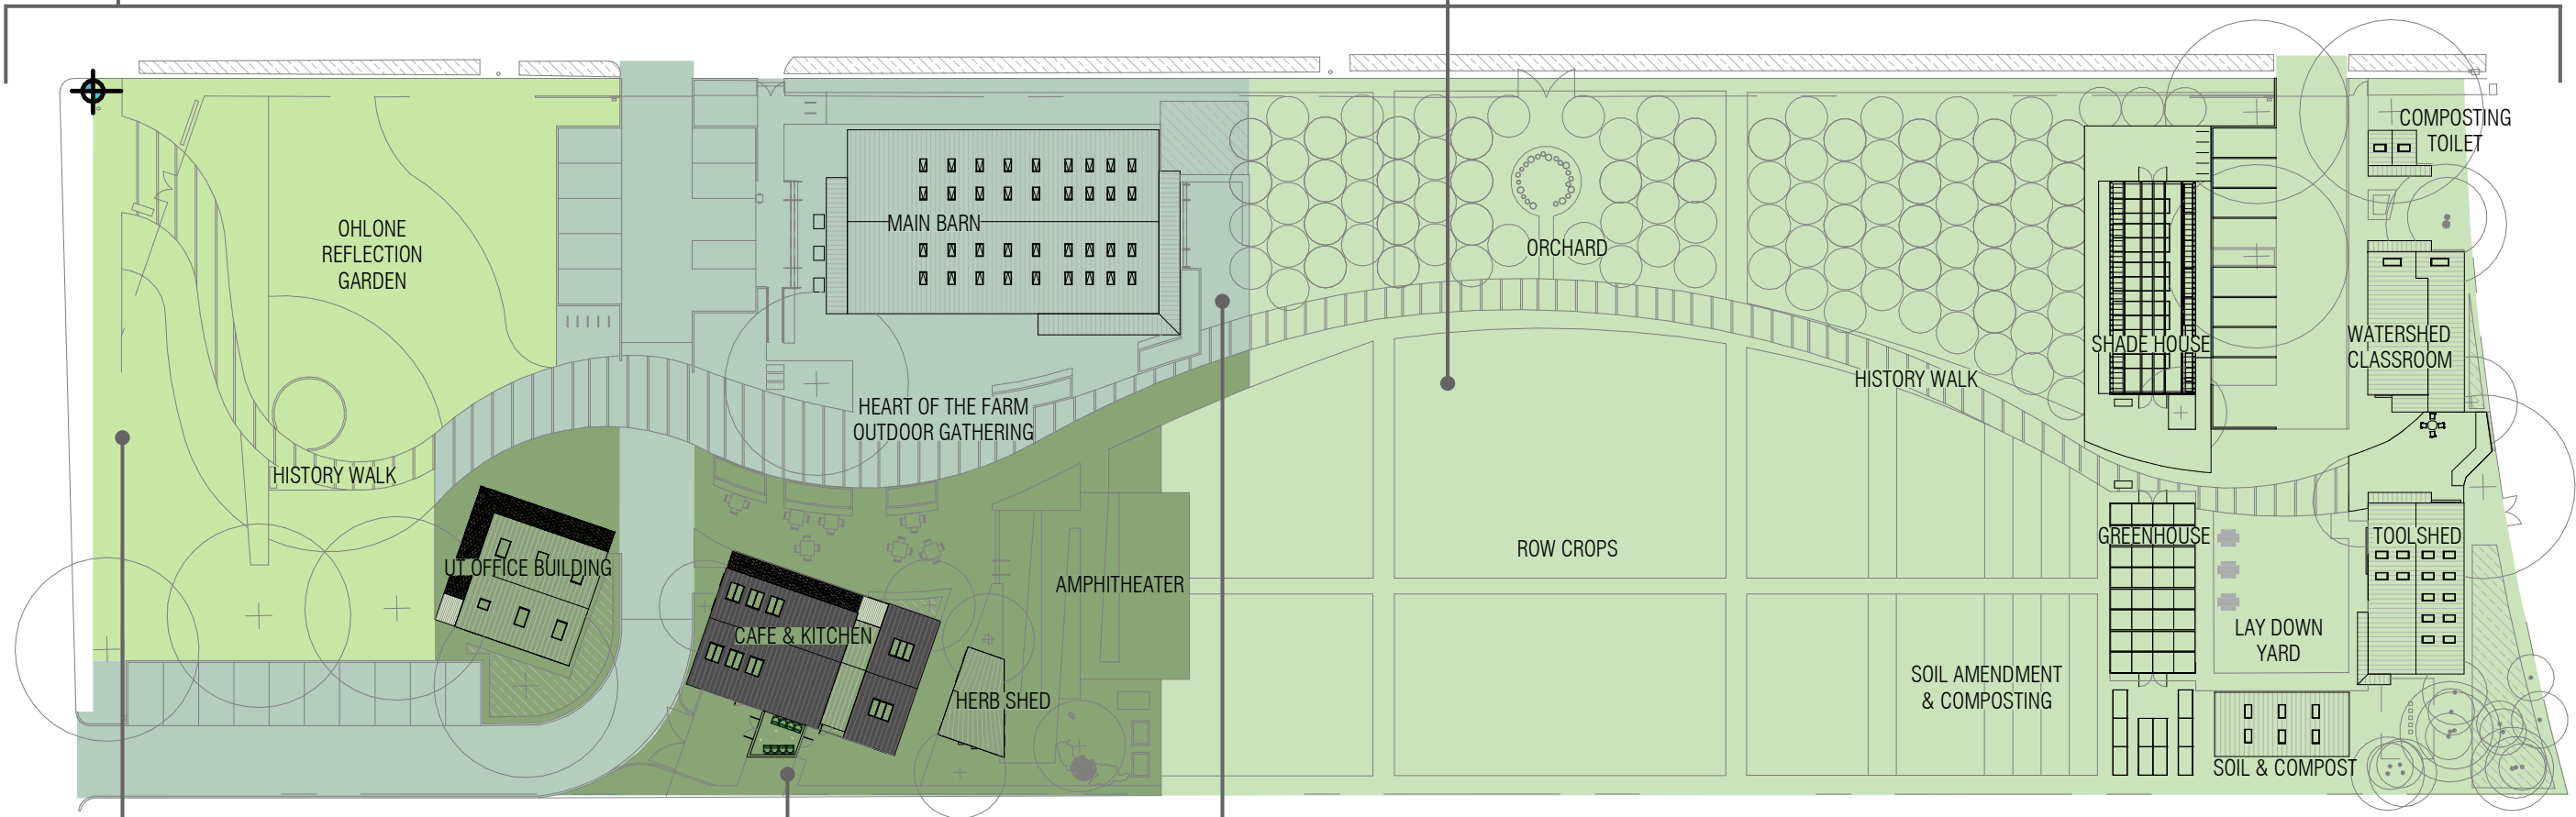 OHLONE
REFLECTION
GARDEN
HISTORY WALK
UT OFFICE BUILDING
MAIN BARN
HEART OF THE FARM
OUTDOOR GATHERING
CAFE & KITCHEN
HERB SHED
AMPHITHEATER
ORCHARD
ROW CROPS
HISTORY WALK
SOIL AMENDMENT
& COMPOSTING
SHADE HOUSE
GREENHOUSE
LAY DOWN
YARD
SOIL & COMPOST
COMPOSTING
TOILET
WATERSHED
CLASSROOM
TOOLSHED